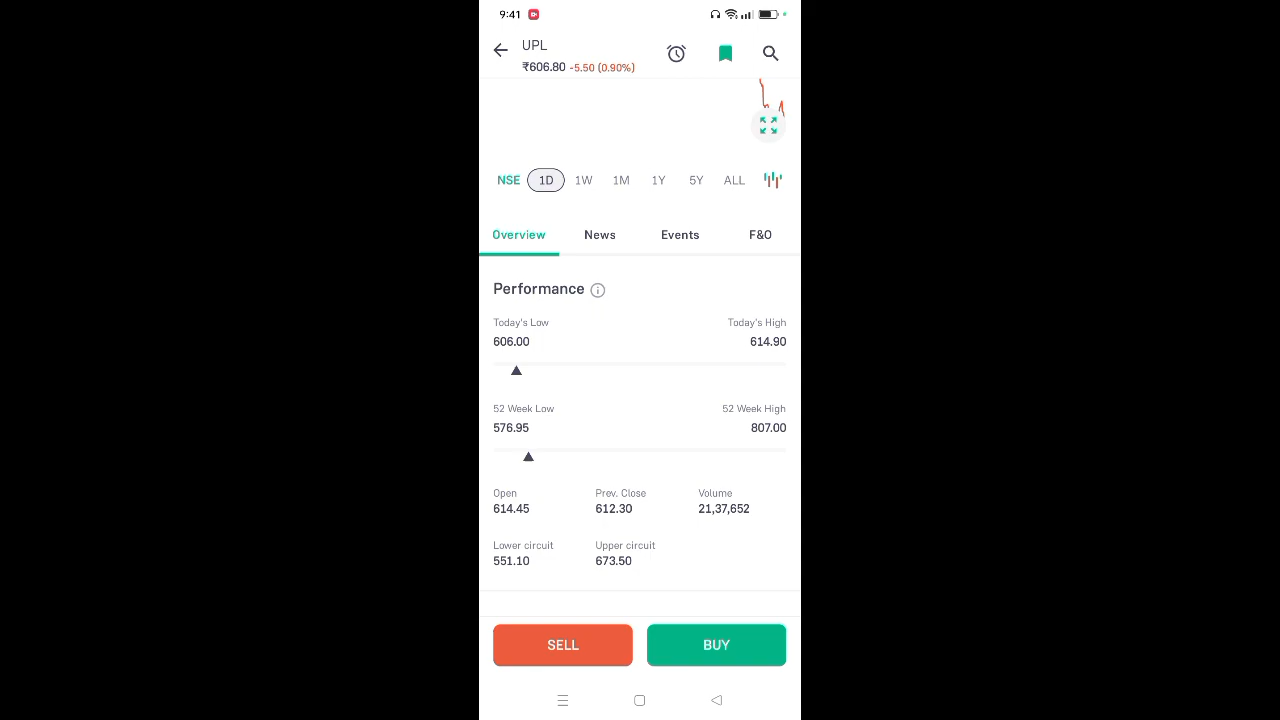 9:41
UPL
₹606.80 -5.50 (0.90%)
NSE 1D 1W 1M 1Y 5Y ALL
Overview News Events F&O
Performance
Today's Low Today's High
606.00 614.90
52 Week Low 52 Week High
576.95 807.00
Open Prev. Close Volume
614.45 612.30 21,37,652
Lower circuit Upper circuit
551.10 673.50
SELL BUY